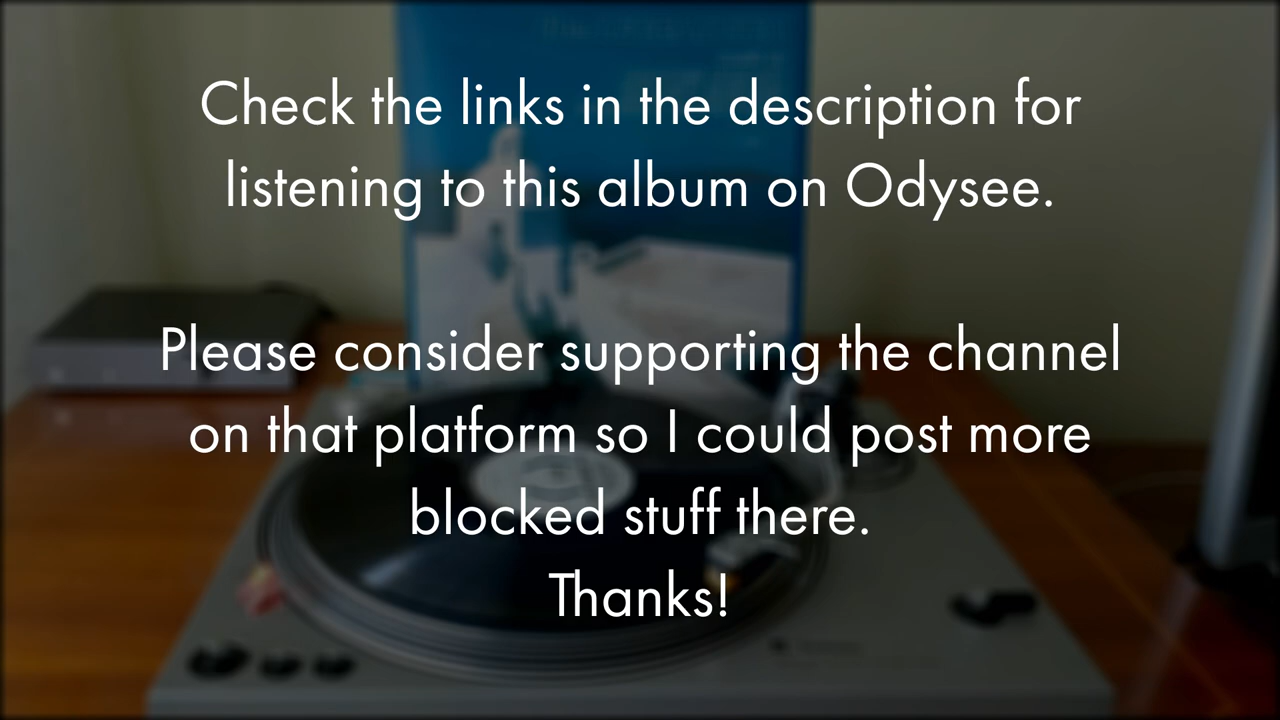 Check the links in the description for
listening to this album on Odysee.
Please consider supporting the channel
on that platform so I could post more
blocked stuff there.
Thanks!